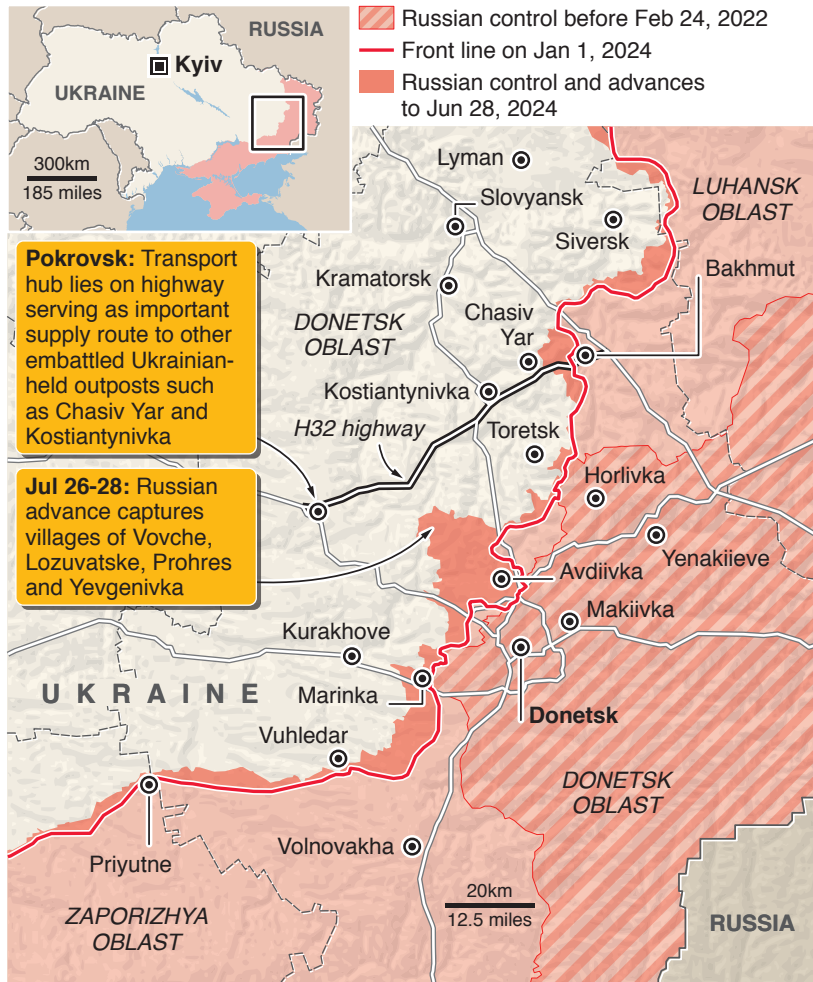 RUSSIA
Kyiv
UKRAINE
300km
185 miles
Russian control before Feb 24, 2022
Front line on Jan 1, 2024
Russian control and advances
to Jun 28, 2024
Lyman
Slovyansk
LUHANSK
OBLAST
Siversk
Bakhmut
Pokrovsk: Transport
hub lies on highway
serving as important
supply route to other
embattled Ukrainian-
held outposts such
as Chasiv Yar and
Kostiantynivka
Kramatorsk
DONETSK
OBLAST
Chasiv
Yar
Kostiantynivka
H32 highway
Toretsk
Horlivka
Jul 26-28: Russian
advance captures
villages of Vovche,
Lozuvatske, Prohres
and Yevgenivka
Yenakiieve
Avdiivka
Makiivka
Kurakhove
UKRAINE
Marinka
Donetsk
Vuhledar
DONETSK
OBLAST
Volnovakha
Priyutne
20km
12.5 miles
ZAPORIZHYA
OBLAST
RUSSIA